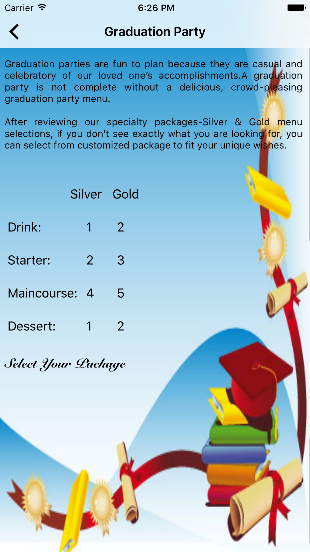 Carrier 6:26 PM
Graduation Party
Graduation parties are fun to plan because they are casual and
celebratory of our loved one's accomplishments.A graduation
party is not complete without a delicious, crowd-pleasing
graduation party menu.
After reviewing our specialty packages-Silver & Gold menu
selections, if you don't see exactly what you are looking for, you
can select from customized package to fit your unique wishes.
Silver Gold
Drink: 1 2
Starter: 2 3
Maincourse: 4 5
Dessert: 1 2
Select Your Package